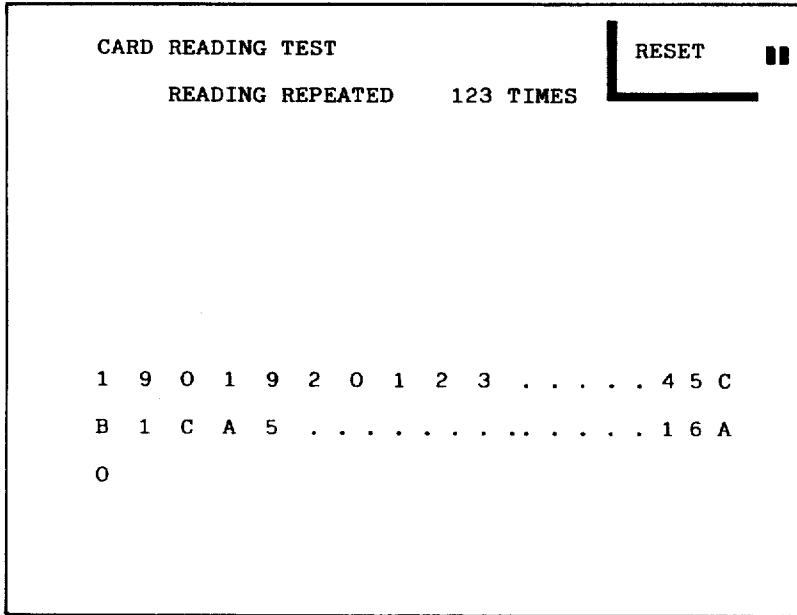 CARD READING TEST
RESET
READING REPEATED 123 TIMES
1 9 0 1 9 2 0 1 2 3 . . . . . 4 5 C
B 1 C A 5 . . . . . . . . . . . . . 1 6 A
0